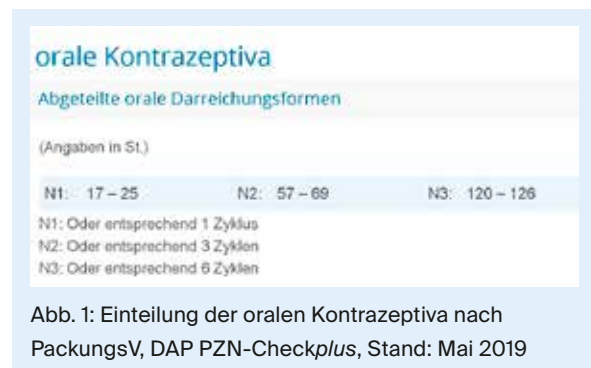 orale Kontrazeptiva
Abgeteilte orale Darreichungsformen
(Angaben in St.)
N1: 17 – 25 N2: 57 – 69 N3: 120 – 126
N1: Oder entsprechend 1 Zyklus
N2: Oder entsprechend 3 Zyklen
N3: Oder entsprechend 6 Zyklen
Abb. 1: Einteilung der oralen Kontrazeptiva nach
PackungsV, DAP PZN-Checkplus, Stand: Mai 2019